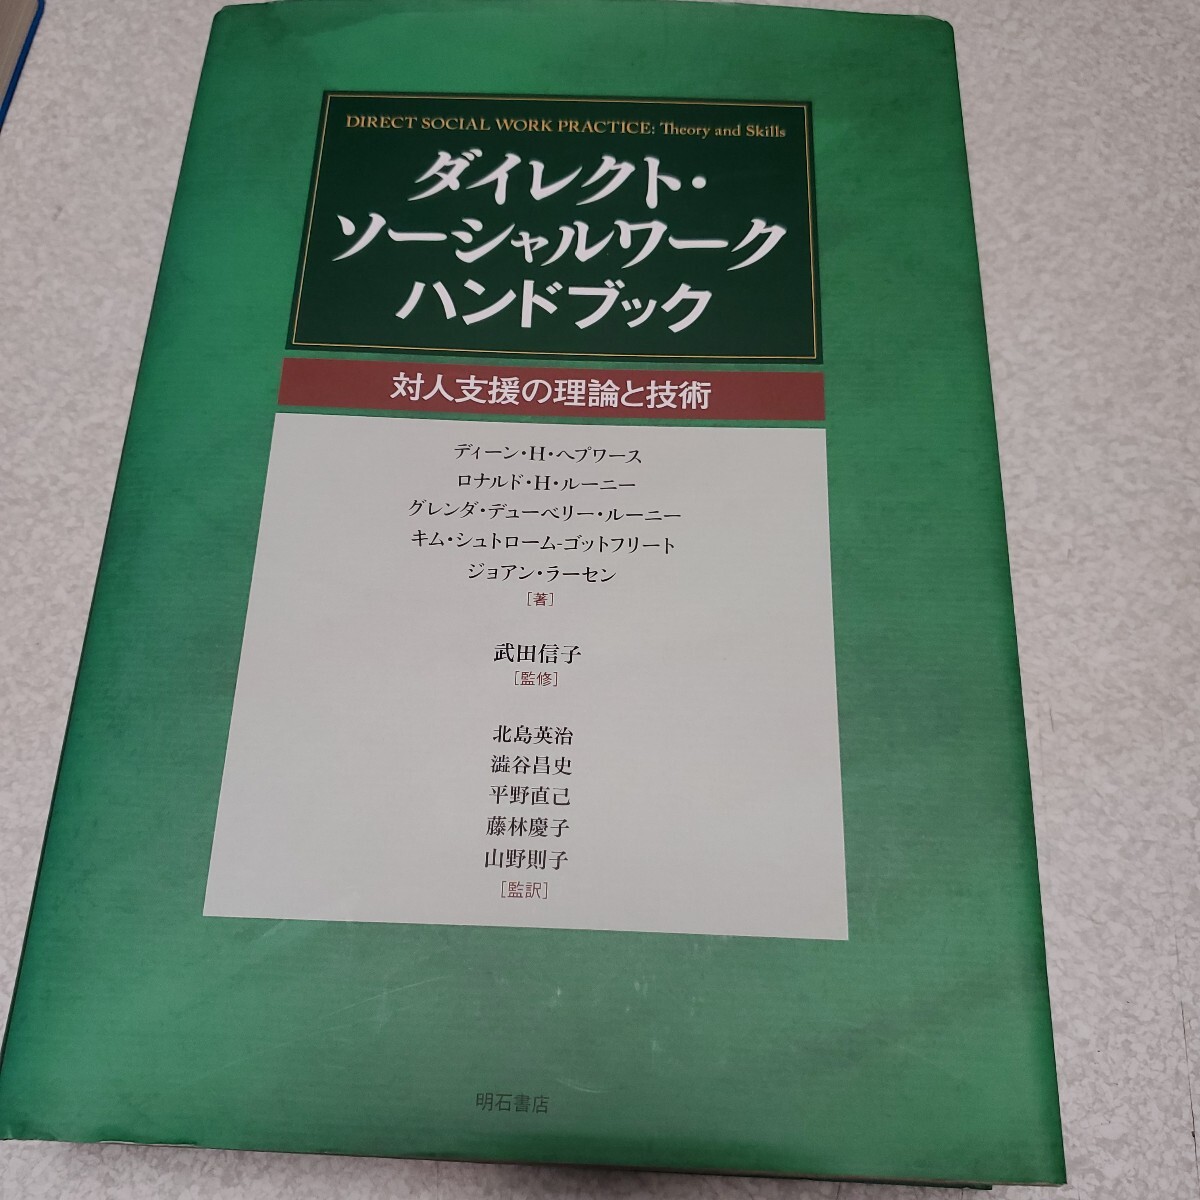 DIRECT SOCIAL WORK PRACTICE: Theory and Skills
ダイレクト・
ソーシャルワーク
ハンドブック
対人支援の理論と技術
ディーン・H・ヘプワース
ロナルド・H・ルーニー
グレンダ・デューベリー・ルーニー
キム・シュトローム-ゴットフリート
ジョアン・ラーセン
[著]
武田信子
[監修]
北島英治
澁谷昌史
平野直己
藤林慶子
山野則子
[監訳]
明石書店